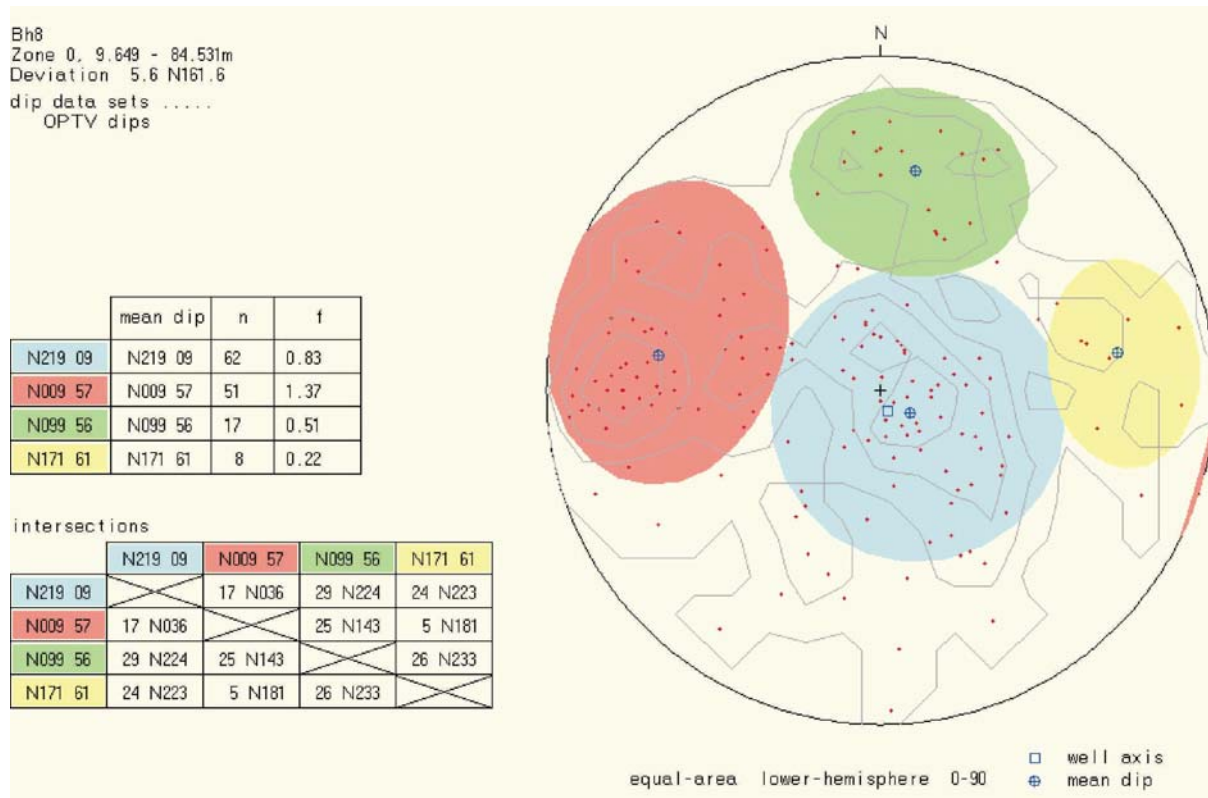 Bh8
Zone 0, 9.649 - 84.531m
Deviation 5.6 N161.6
dip data sets .....
OPTV dips
N
mean dip n f
N219 09 N219 09 62 0.83
N009 57 N009 57 51 1.37
N099 56 N099 56 17 0.51
N171 61 N171 61 8 0.22
intersections
N219 09 N009 57 N099 56 N171 61
N219 09 17 N036 29 N224 24 N223
N009 57 17 N036 25 N143 5 N181
N099 56 29 N224 25 N143 26 N233
N171 61 24 N223 5 N181 26 N233
well axis
equal-area lower-hemisphere 0-90 mean dip